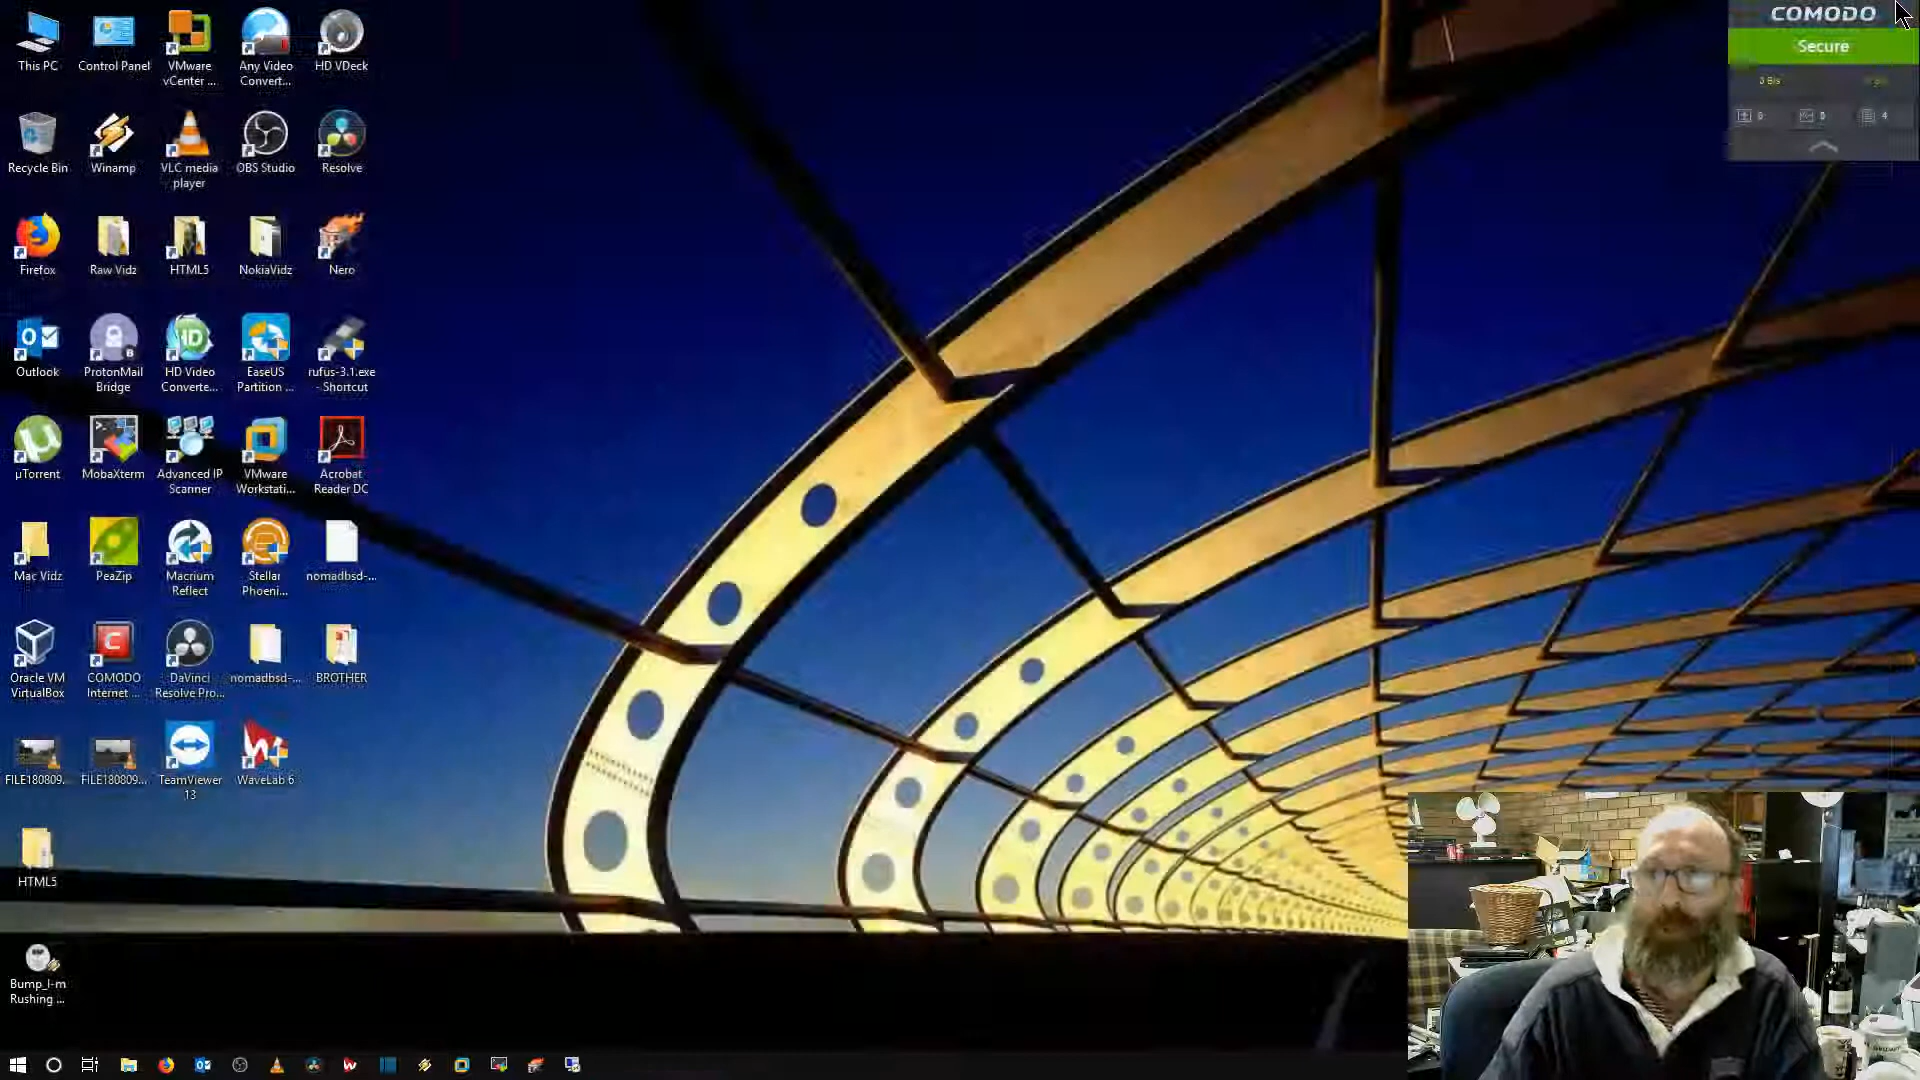 This PC
Control Panel
VMware
vCenter ...
Any Video
Convert...
HD VDeck
COMODO
Secure
0 B/s
0
0
4
Recycle Bin
Winamp
VLC media
player
OBS Studio
Resolve
Firefox
Raw Vidz
HTML5
NokiaVidz
Nero
Outlook
ProtonMail
Bridge
HD Video
Converte...
EaseUS
Partition ...
rufus-3.1.exe
- Shortcut
µTorrent
MobaXterm
Advanced IP
Scanner
VMware
Workstati...
Acrobat
Reader DC
Mac Vidz
PeaZip
Macrium
Reflect
Stellar
Phoeni...
nomadbsd-...
Oracle VM
VirtualBox
COMODO
Internet ...
DaVinci
Resolve Pro...
nomadbsd-...
BROTHER
FILE180809...
FILE180809...
TeamViewer
13
WaveLab 6
HTML5
Bump_I-m
Rushing ...